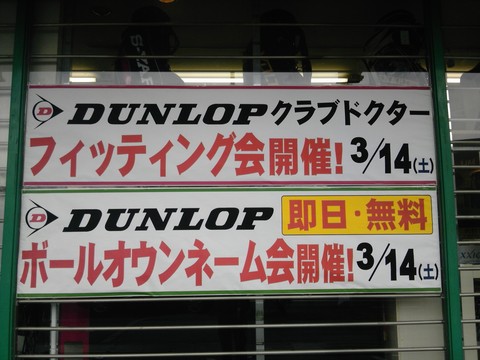 DUNLOP クラブドクター
フィッティング会開催! 3/14(土)
DUNLOP 即日・無料
ボールオウンネーム会開催! 3/14(土)